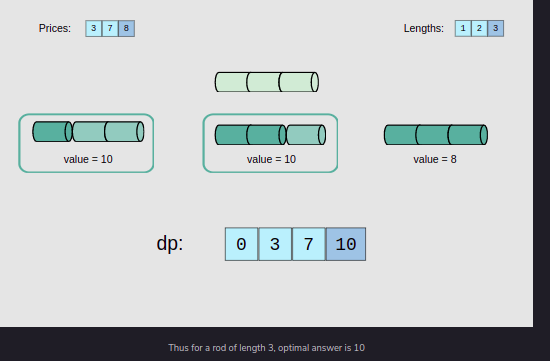 Prices: 3 7 8
Lengths: 1 2 3
value = 10
value = 10
value = 8
dp: 0 3 7 10
Thus for a rod of length 3, optimal answer is 10